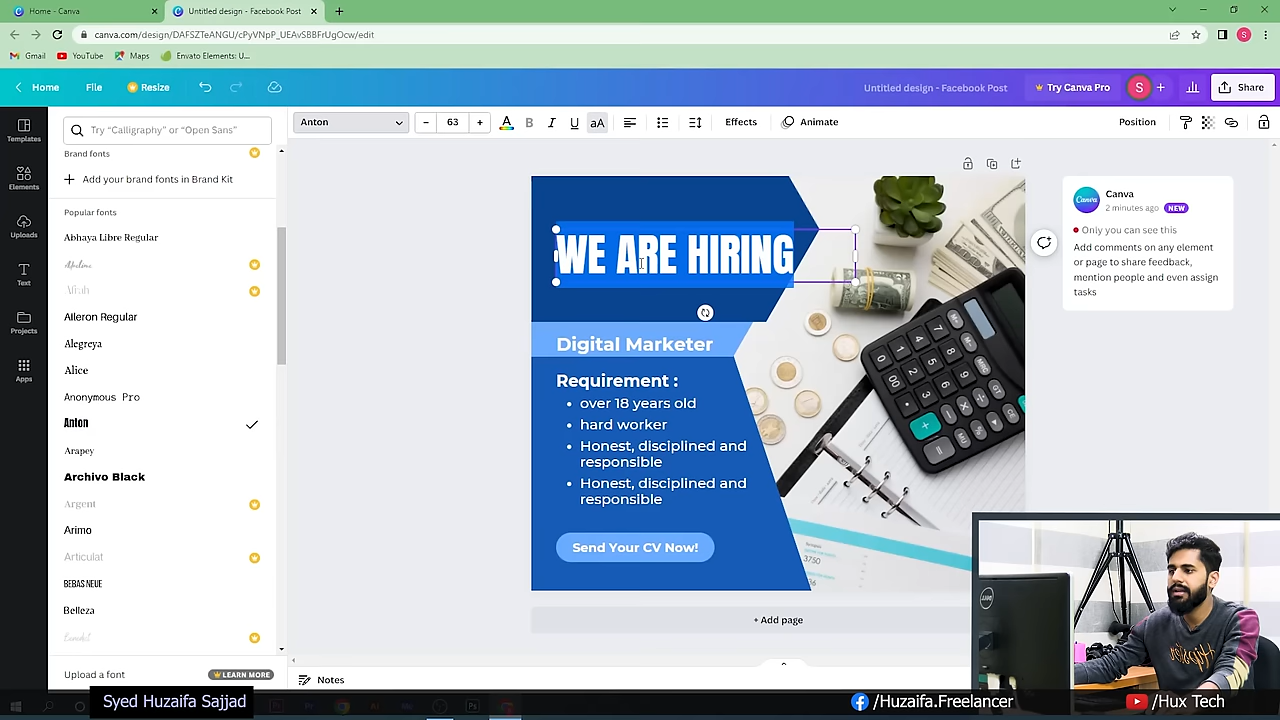 Home - Canva
Untitled design - Facebook Post
canva.com/design/DAFSZTeANGU/cPyVNpP_UEAvSBBFrUgOcw/edit
Gmail
YouTube
Maps
Envato Elements: U...
Home
File
Resize
Untitled design - Facebook Post
Try Canva Pro
S
Share
Templates
Elements
Uploads
Text
Projects
Apps
Try "Calligraphy" or "Open Sans"
Brand fonts
Add your brand fonts in Brand Kit
Popular fonts
Abhaya Libre Regular
Aileron Regular
Alegreya
Alice
Anonymous Pro
Anton
Arapey
Archivo Black
Argent
Arimo
Articulat
BEBAS NEUE
Belleza
Upload a font
LEARN MORE
Anton
63
A
B
I
U
aA
Effects
Animate
Position
WE ARE HIRING
Digital Marketer
Requirement :
• over 18 years old
• hard worker
• Honest, disciplined and
responsible
• Honest, disciplined and
responsible
Send Your CV Now!
+ Add page
Notes
Canva
Canva
2 minutes ago
NEW
Only you can see this
Add comments on any element
or page to share feedback,
mention people and even assign
tasks
Syed Huzaifa Sajjad
/Huzaifa.Freelancer
/Hux Tech